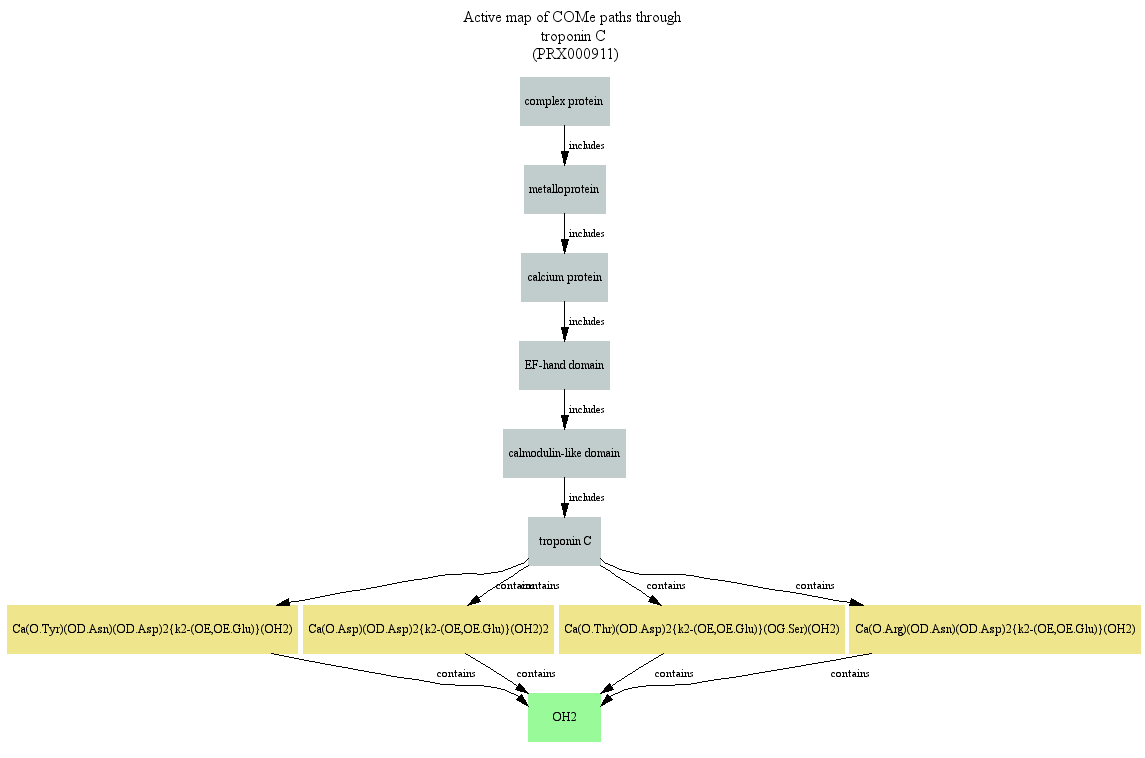 Active map of COMe paths through
troponin C
(PRX000911)
complex protein
includes
metalloprotein
includes
calcium protein
includes
EF-hand domain
includes
calmodulin-like domain
includes
troponin C
contains contains contains contains
Ca(O.Tyr)(OD.Asn)(OD.Asp)2{k2-(OE,OE.Glu)}(OH2) Ca(O.Asp)(OD.Asp)2{k2-(OE,OE.Glu)}(OH2)2 Ca(O.Thr)(OD.Asp)2{k2-(OE,OE.Glu)}(OG.Ser)(OH2) Ca(O.Arg)(OD.Asn)(OD.Asp)2{k2-(OE,OE.Glu)}(OH2)
contains contains contains contains
OH2